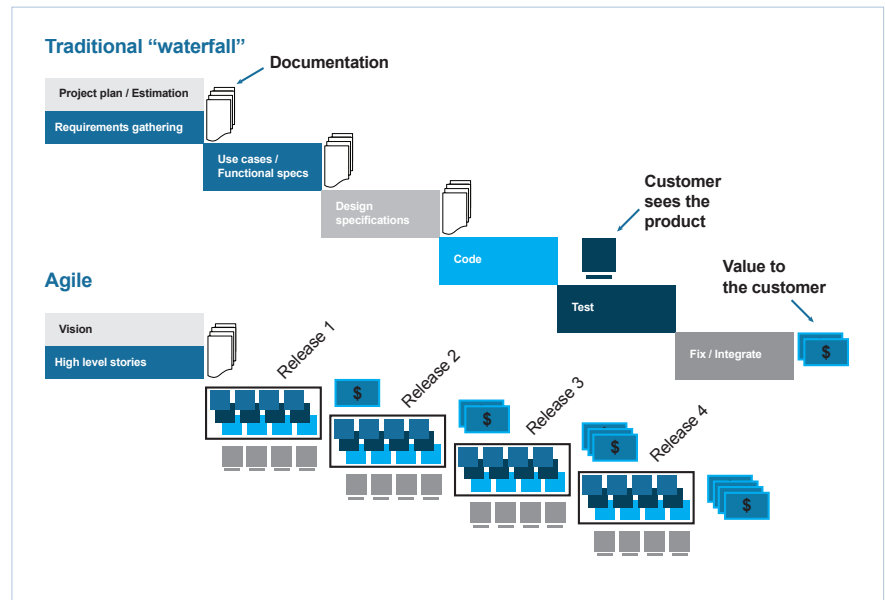 Traditional “waterfall”
Documentation
Project plan / Estimation
Requirements gathering
Use cases /
Functional specs
Design
specifications
Customer
sees the
product
Code
Value to
the customer
Test
Fix / Integrate
$
Agile
Vision
High level stories
Release 1
$
Release 2
$
Release 3
$
Release 4
$